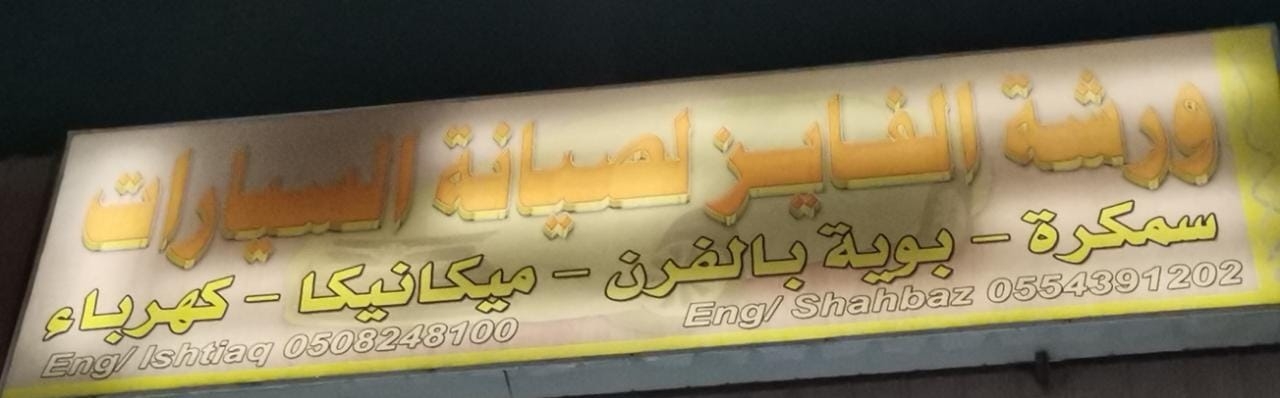 ورشة الفايز لصيانة السيارات
سمكرة - بوية بالفرن - ميكانيكا - كهرباء
Eng/ Ishtiaq 0508248100 Eng/ Shahbaz 0554391202